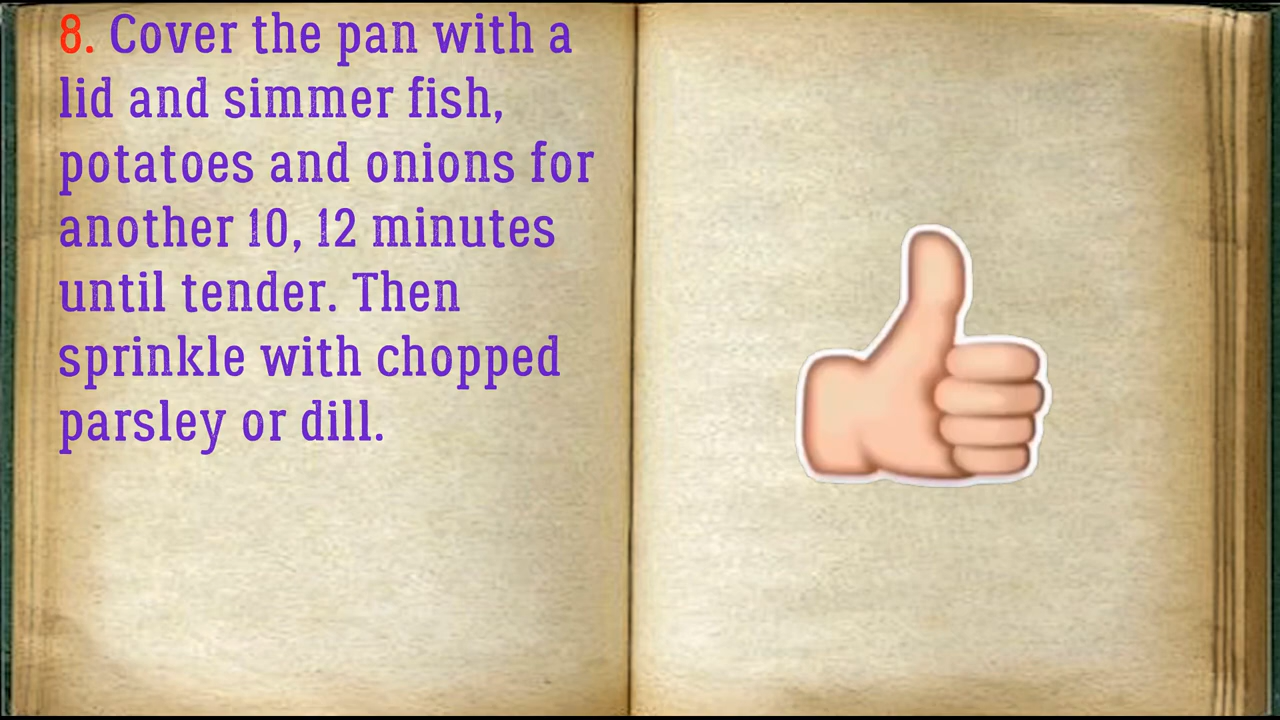 8. Cover the pan with a
lid and simmer fish,
potatoes and onions for
another 10, 12 minutes
until tender. Then
sprinkle with chopped
parsley or dill.